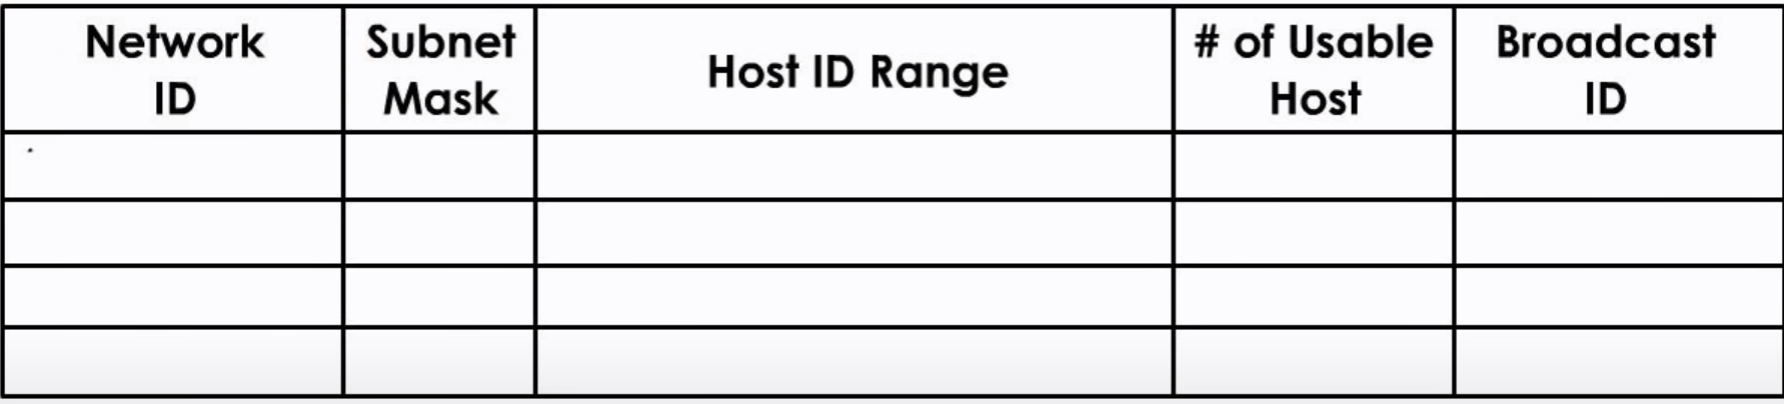 Network
ID
Subnet
Mask
Host ID Range
# of Usable
Host
Broadcast
ID